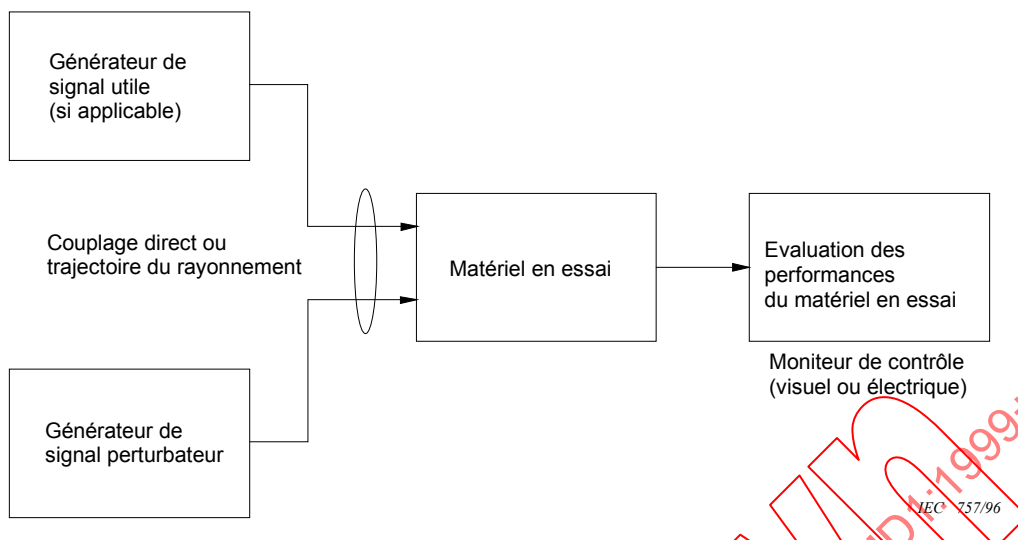 Générateur de
signal utile
(si applicable)
Couplage direct ou
trajectoire du rayonnement
Matériel en essai
Evaluation des
performances
du matériel en essai
Moniteur de contrôle
(visuel ou électrique)
Générateur de
signal perturbateur
IEC 757/96